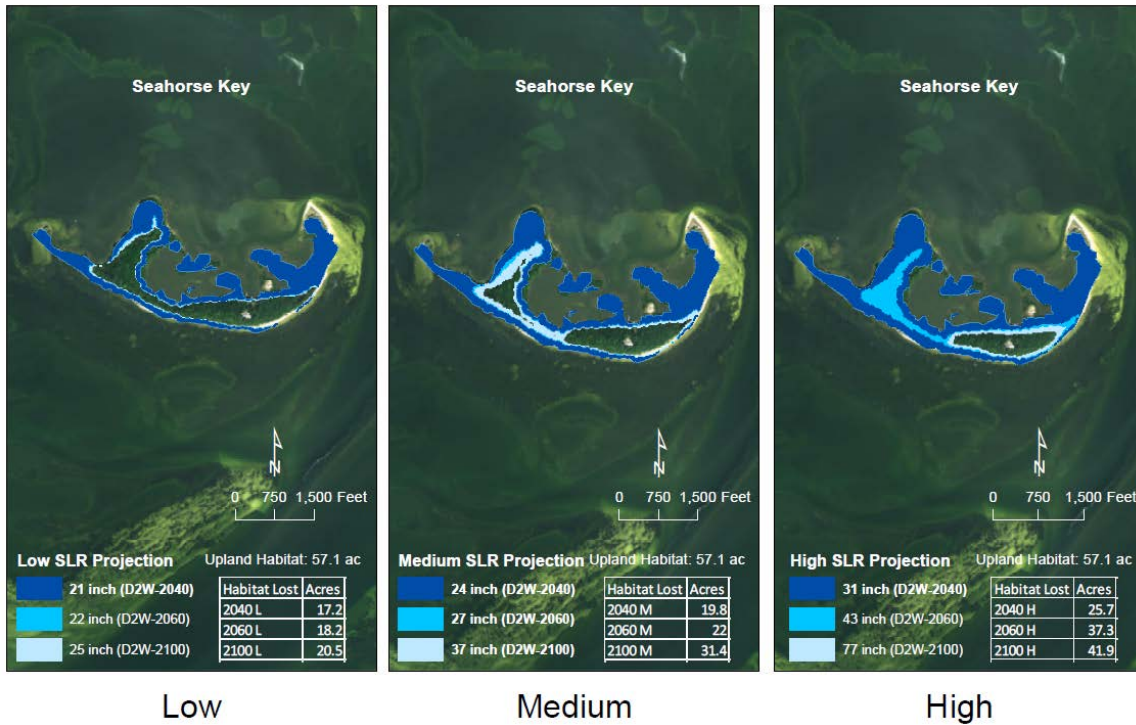 Seahorse Key
N
0 750 1,500 Feet
Low SLR Projection
Upland Habitat: 57.1 ac
21 inch (D2W-2040)
22 inch (D2W-2060)
25 inch (D2W-2100)
Habitat Lost Acres
2040 L 17.2
2060 L 18.2
2100 L 20.5
Low
Seahorse Key
N
0 750 1,500 Feet
Medium SLR Projection
Upland Habitat: 57.1 ac
24 inch (D2W-2040)
27 inch (D2W-2060)
37 inch (D2W-2100)
Habitat Lost Acres
2040 M 19.8
2060 M 22
2100 M 31.4
Medium
Seahorse Key
N
0 750 1,500 Feet
High SLR Projection
Upland Habitat: 57.1 ac
31 inch (D2W-2040)
43 inch (D2W-2060)
77 inch (D2W-2100)
Habitat Lost Acres
2040 H 25.7
2060 H 37.3
2100 H 41.9
High